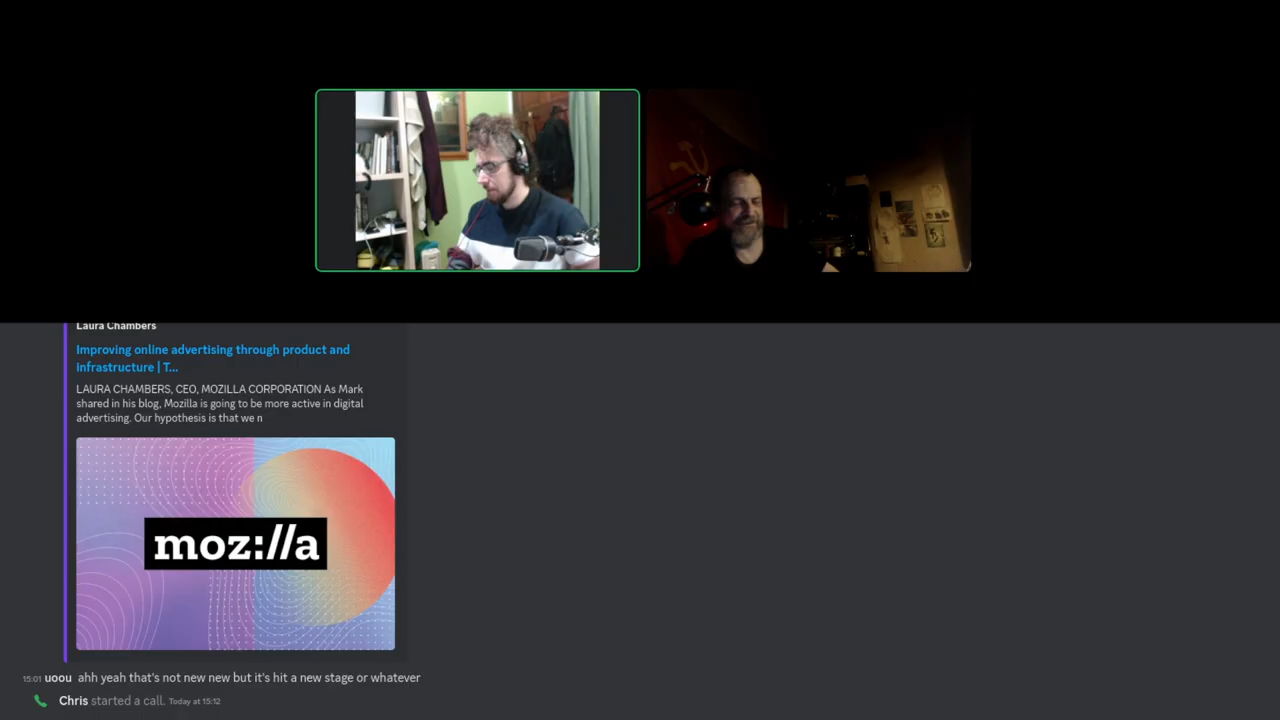 Laura Chambers
Improving online advertising through product and
infrastructure | T...
LAURA CHAMBERS, CEO, MOZILLA CORPORATION As Mark
shared in his blog, Mozilla is going to be more active in digital
advertising. Our hypothesis is that we n
moz://a
15:01 uoou ahh yeah that's not new new but it's hit a new stage or whatever
Chris started a call. Today at 15:12